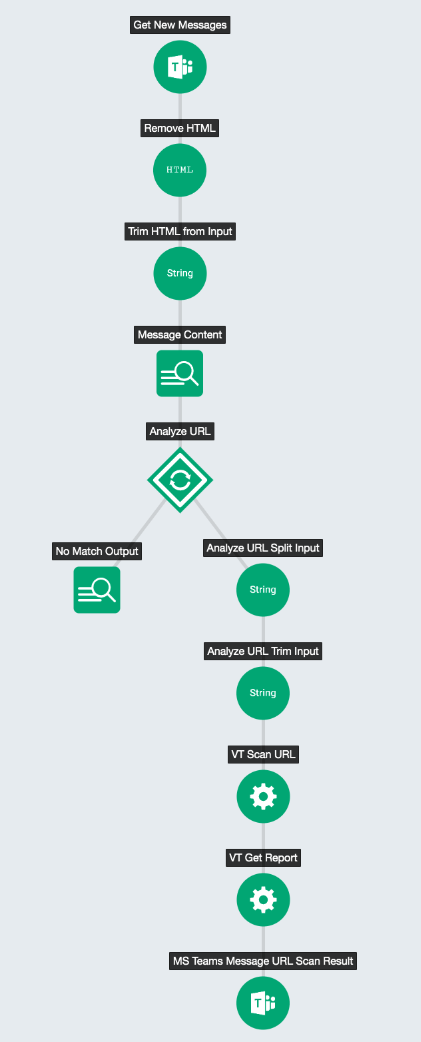 Get New Messages
T
Remove HTML
HTML
Trim HTML from Input
String
Message Content
Analyze URL
No Match Output
Analyze URL Split Input
String
Analyze URL Trim Input
String
VT Scan URL
VT Get Report
MS Teams Message URL Scan Result
T